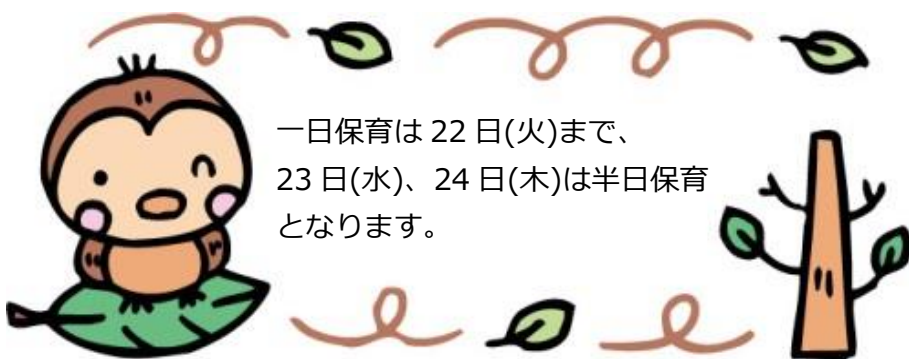 一日保育は 22 日(火)まで、
23 日(水)、24 日(木)は半日保育
となります。